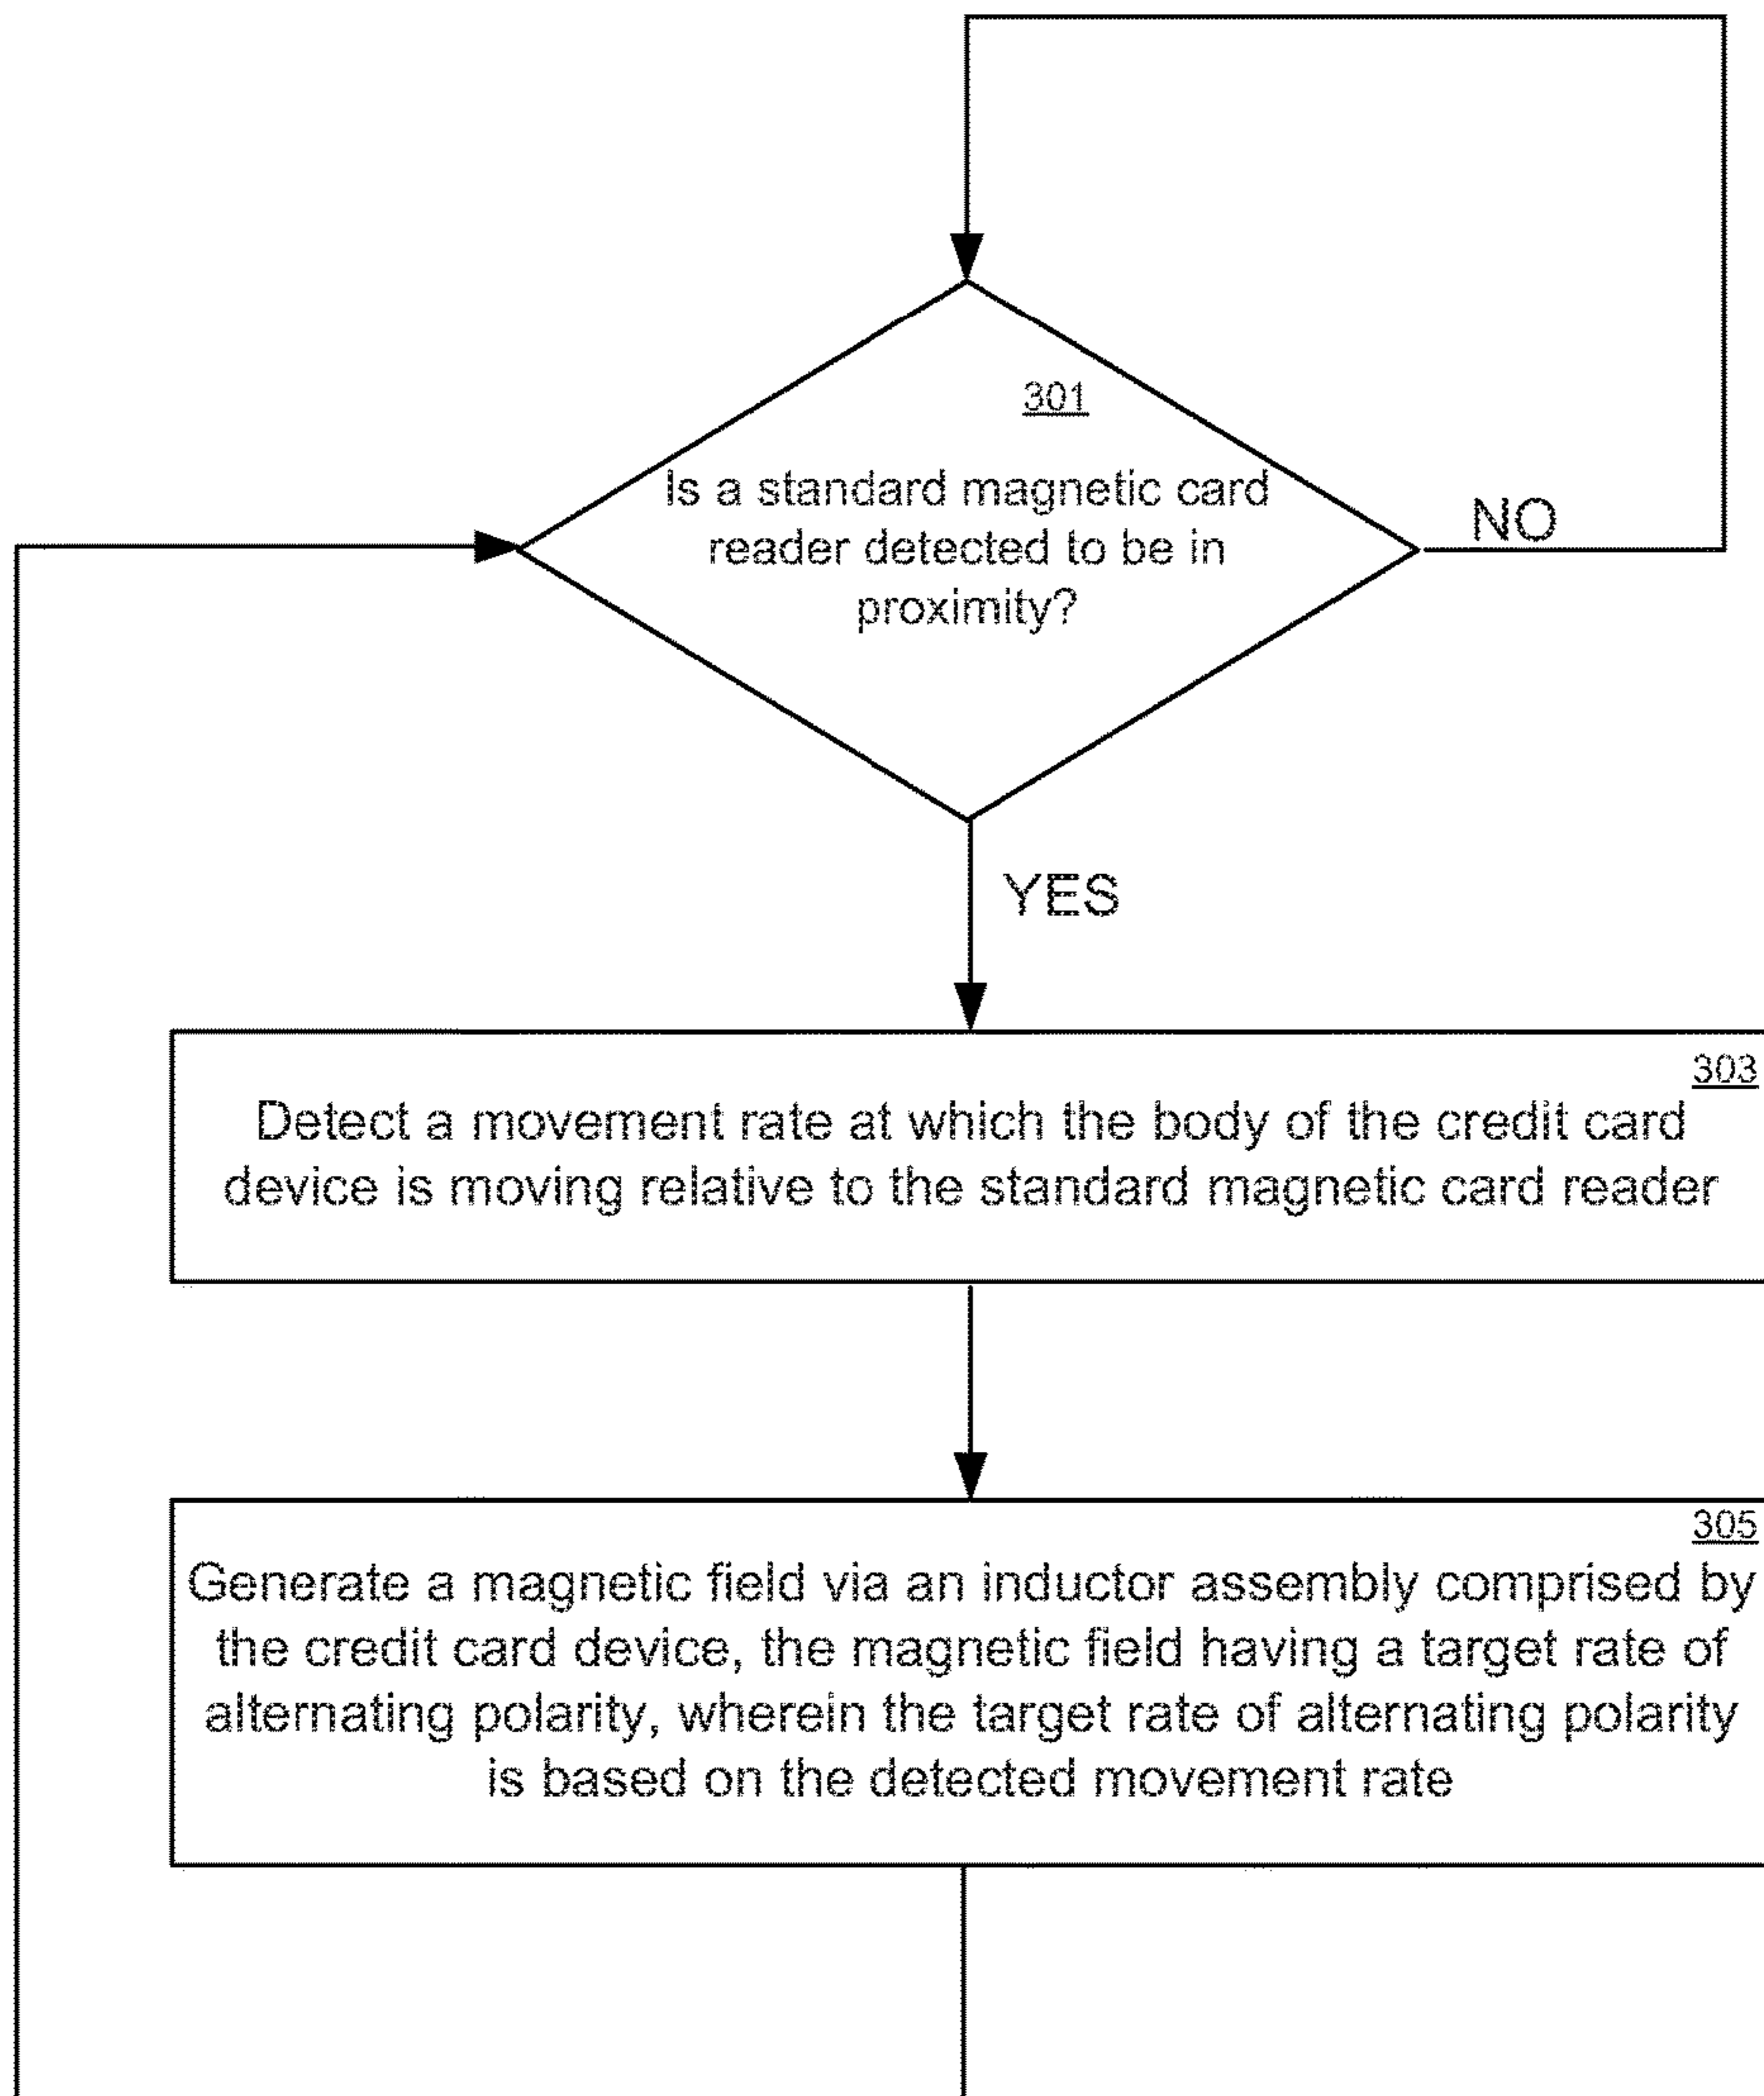 301
Is a standard magnetic card
reader detected to be in
proximity?
NO
YES
303
Detect a movement rate at which the body of the credit card
device is moving relative to the standard magnetic card reader
305
Generate a magnetic field via an inductor assembly comprised by
the credit card device, the magnetic field having a target rate of
alternating polarity, wherein the target rate of alternating polarity
is based on the detected movement rate